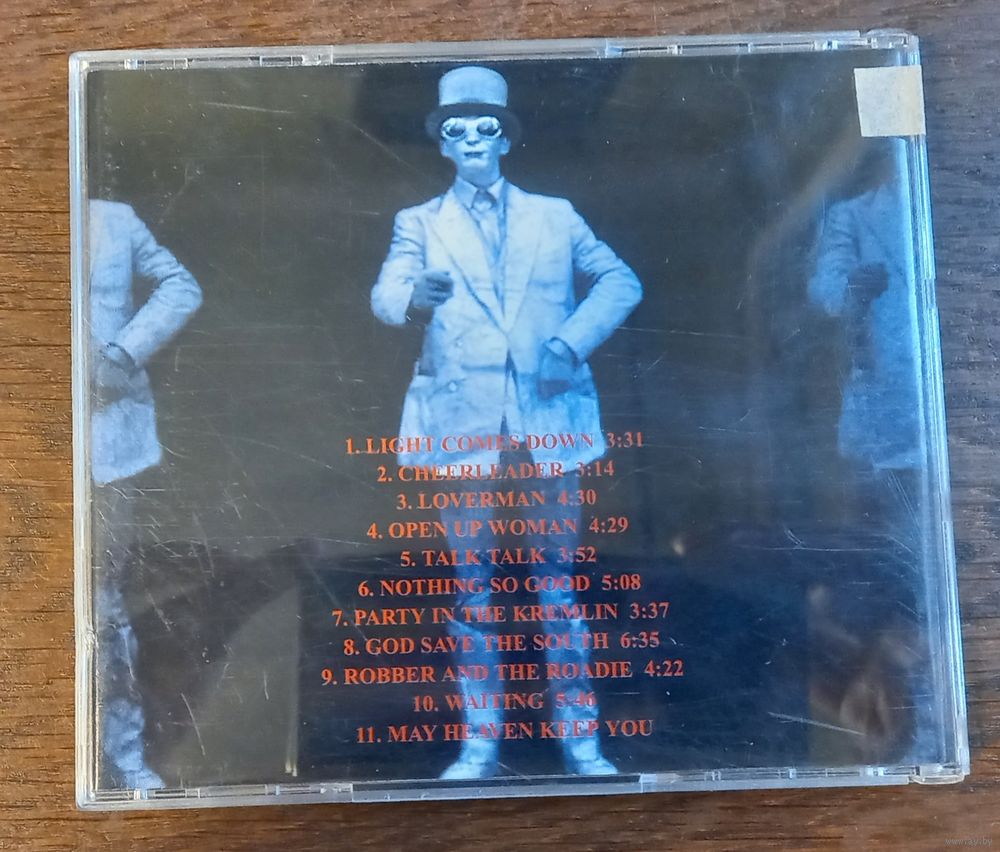 1. LIGHT COMES DOWN 3:31
2. CHEERLEADER 3:14
3. LOVERMAN 4:30
4. OPEN UP WOMAN 4:29
5. TALK TALK 3:52
6. NOTHING SO GOOD 5:08
7. PARTY IN THE KREMLIN 3:37
8. GOD SAVE THE SOUTH 6:35
9. ROBBER AND THE ROADIE 4:22
10. WAITING 5:46
11. MAY HEAVEN KEEP YOU
www.ay.by